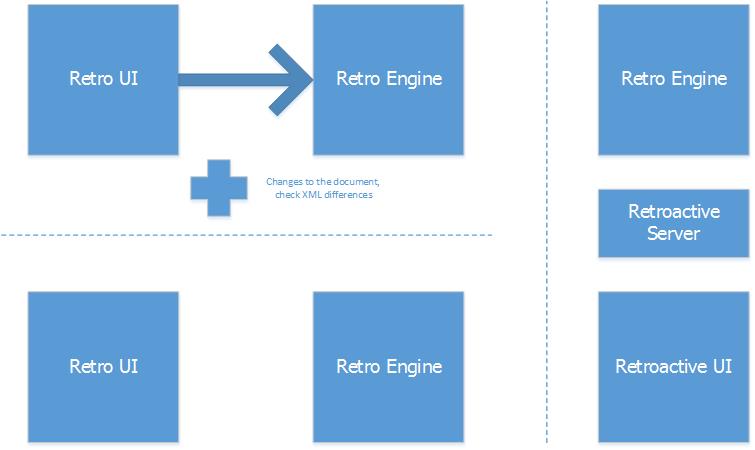 Retro UI
Retro Engine
Retro Engine
Changes to the document,
check XML differences
Retroactive
Server
Retro UI
Retro Engine
Retroactive UI